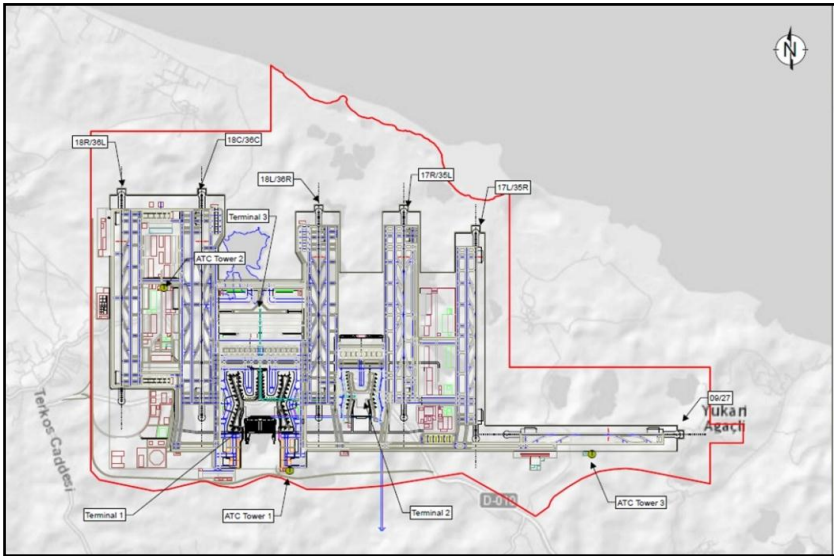 N
18R/36L
18C/36C
18L/36R
17R/35L
17L/35R
Terminal 3
ATC Tower 2
09/27
Yukarı
Ağaçlı
Terkos Caddesi
Terminal 1
ATC Tower 1
Terminal 2
D-010
ATC Tower 3